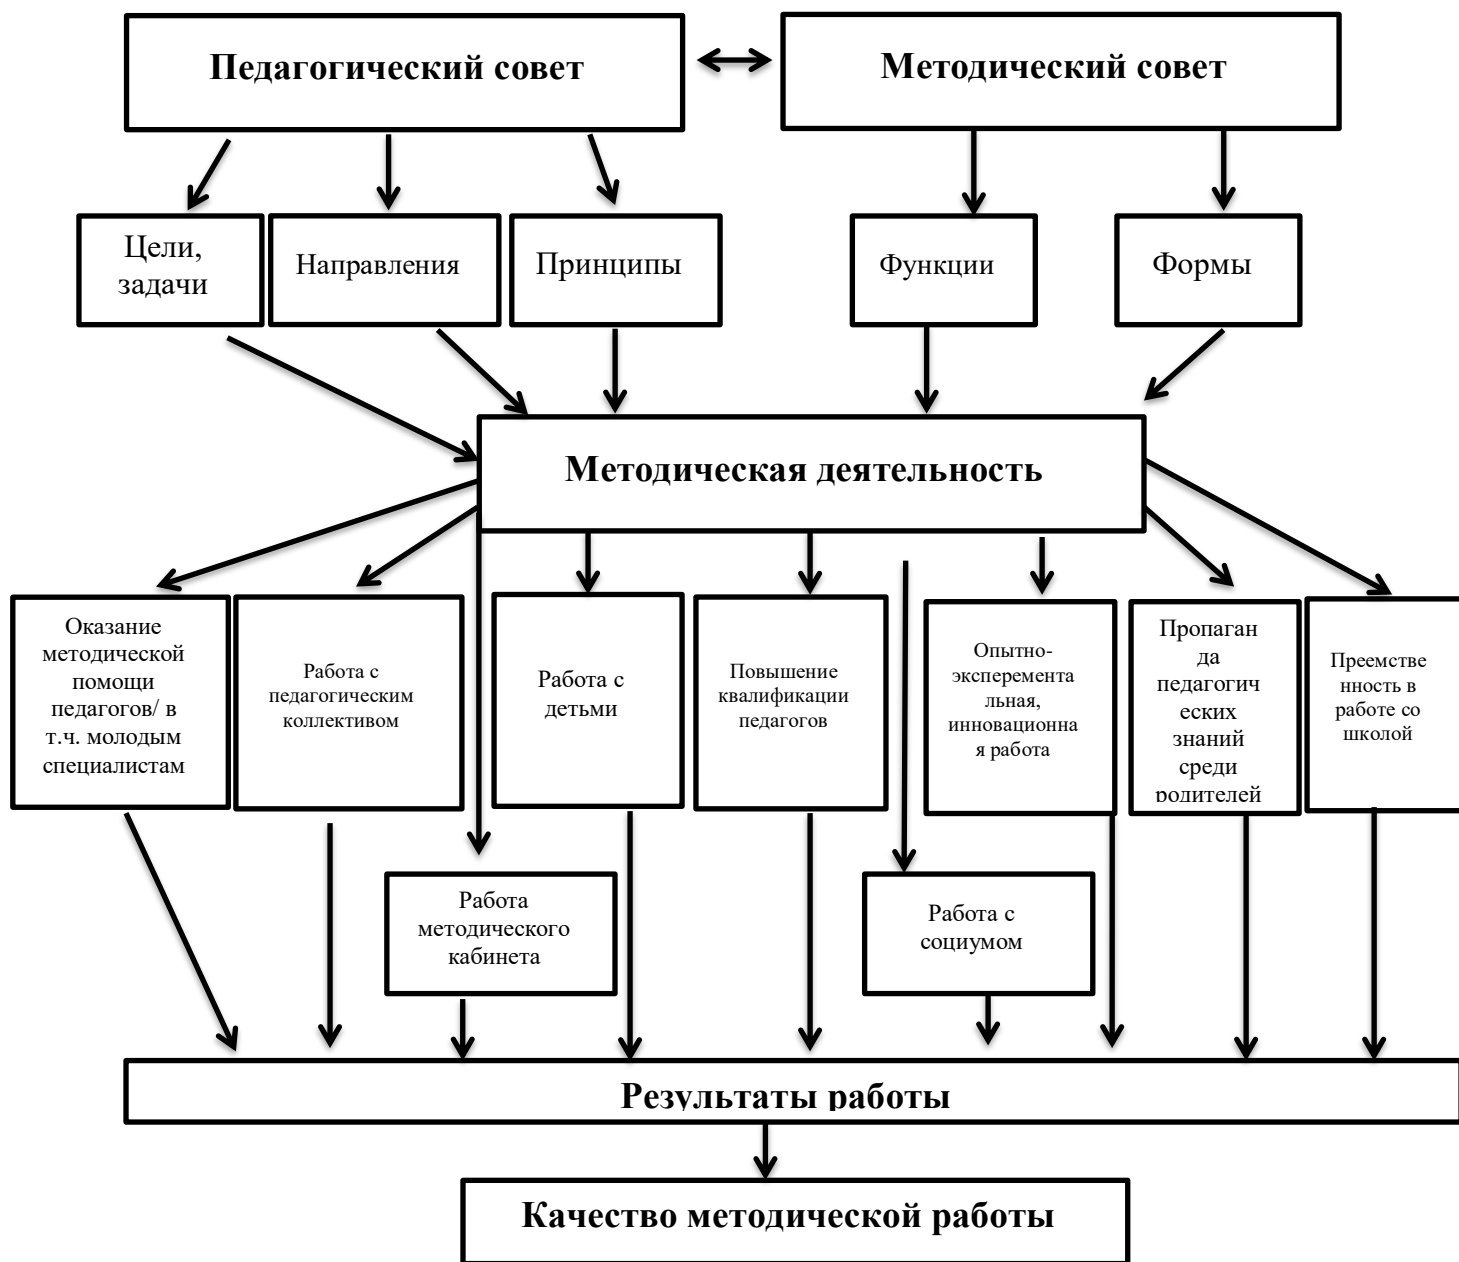 Педагогический совет
Методический совет
Цели,
задачи
Направления
Принципы
Функции
Формы
Методическая деятельность
Оказание
методической
помощи
педагогов/ в
т.ч. молодым
специалистам
Работа с
педагогическим
коллективом
Работа с
детьми
Повышение
квалификации
педагогов
Опытно-
эксперемента
льная,
инновационна
я работа
Пропаган
да
педагогич
еских
знаний
среди
родителей
Преемстве
нность в
работе со
школой
Работа
методического
кабинета
Работа с
социумом
Результаты работы
Качество методической работы